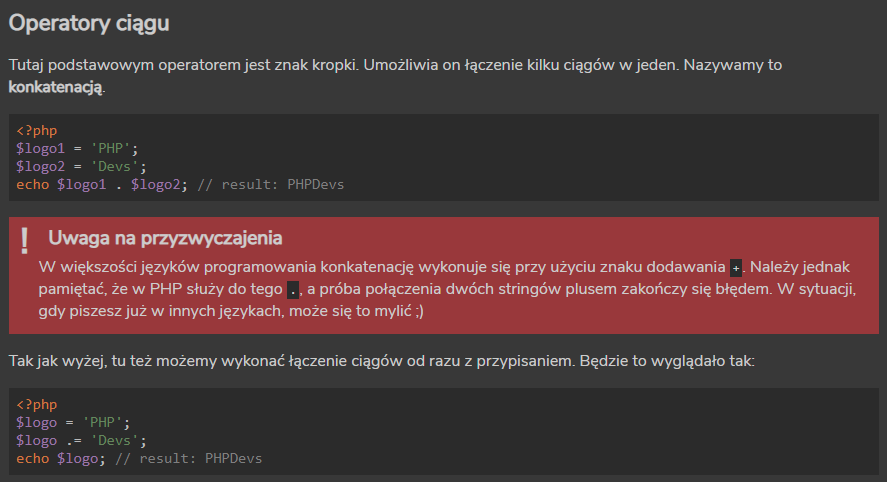 Operatory ciągu
Tutaj podstawowym operatorem jest znak kropki. Umożliwia on łączenie kilku ciągów w jeden. Nazywamy to
konkatenacją.
<?php
$logo1 = 'PHP';
$logo2 = 'Devs';
echo $logo1 . $logo2; // result: PHPDevs
! Uwaga na przyzwyczajenia
W większości języków programowania konkatenację wykonuje się przy użyciu znaku dodawania +. Należy jednak
pamiętać, że w PHP służy do tego ., a próba połączenia dwóch stringów plusem zakończy się błędem. W sytuacji,
gdy piszesz już w innych językach, może się to mylić ;)
Tak jak wyżej, tu też możemy wykonać łączenie ciągów od razu z przypisaniem. Będzie to wyglądało tak:
<?php
$logo = 'PHP';
$logo .= 'Devs';
echo $logo; // result: PHPDevs